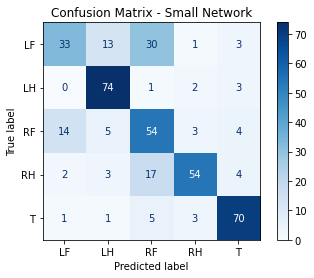 Confusion Matrix - Small Network
LF 33 13 30 1 3
LH 0 74 1 2 3
RF 14 5 54 3 4
RH 2 3 17 54 4
T 1 1 5 3 70
LF LH RF RH T
Predicted label
True label
70
60
50
40
30
20
10
0